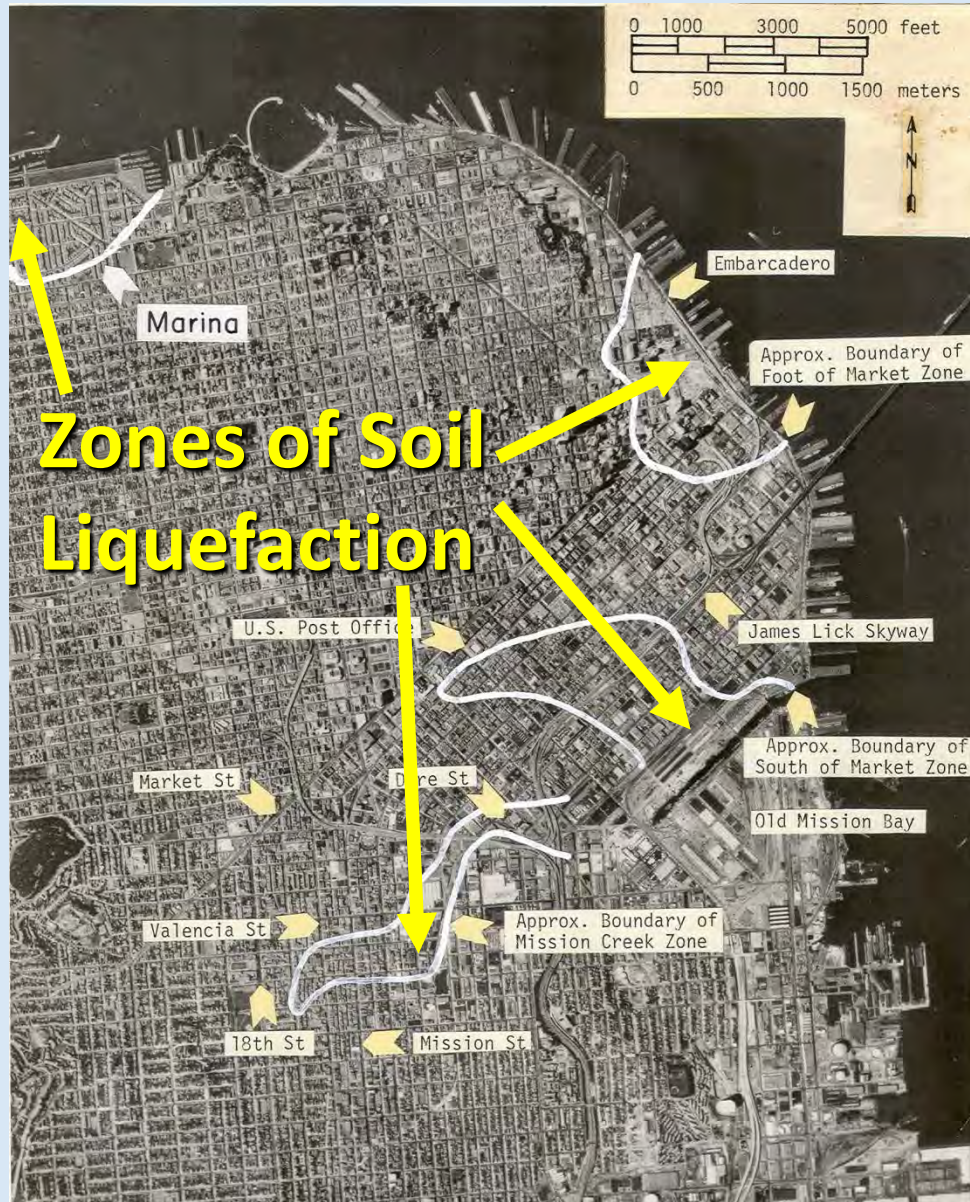 0 1000 3000 5000 feet
0 500 1000 1500 meters
N
Embarcadero
Marina
Approx. Boundary of
Foot of Market Zone
Zones of Soil
Liquefaction
U.S. Post Office
James Lick Skyway
Approx. Boundary of
South of Market Zone
Market St
Dore St
Old Mission Bay
Valencia St
Approx. Boundary of
Mission Creek Zone
18th St
Mission St